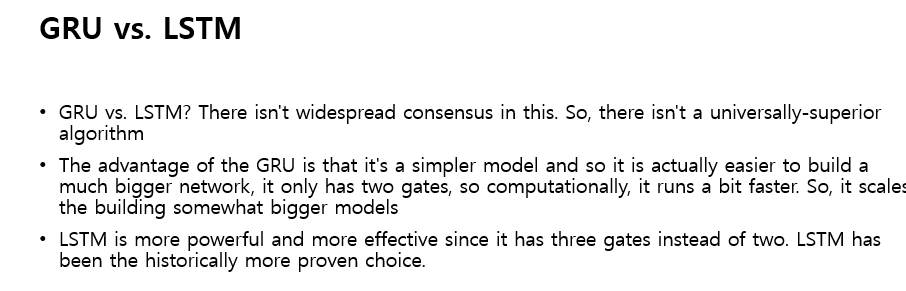 GRU vs. LSTM
• GRU vs. LSTM? There isn't widespread consensus in this. So, there isn't a universally-superior
algorithm
• The advantage of the GRU is that it's a simpler model and so it is actually easier to build a
much bigger network, it only has two gates, so computationally, it runs a bit faster. So, it scales
the building somewhat bigger models
• LSTM is more powerful and more effective since it has three gates instead of two. LSTM has
been the historically more proven choice.